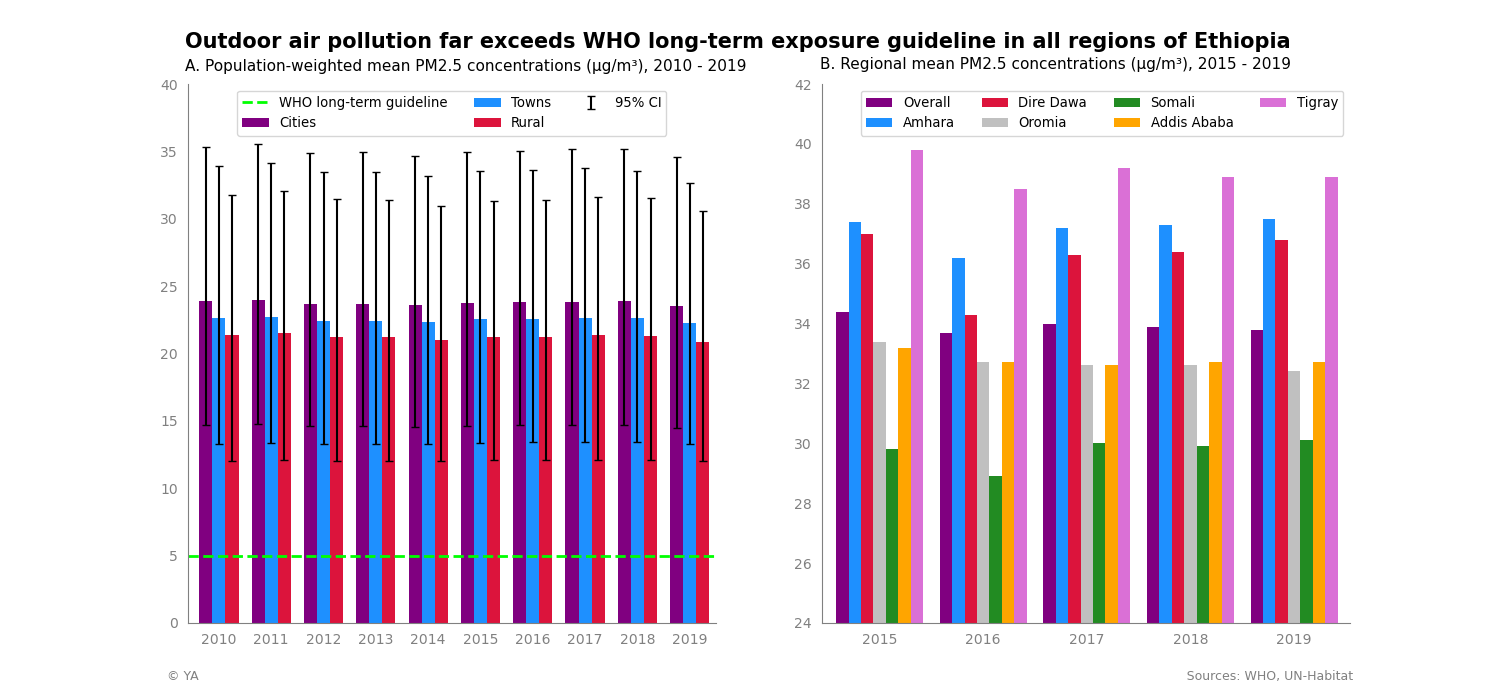 Outdoor air pollution far exceeds WHO long-term exposure guideline in all regions of Ethiopia
A. Population-weighted mean PM2.5 concentrations (μg/m³), 2010 - 2019
WHO long-term guideline
Cities
Towns
Rural
95% CI
40
35
30
25
20
15
10
5
0
2010 2011 2012 2013 2014 2015 2016 2017 2018 2019
B. Regional mean PM2.5 concentrations (μg/m³), 2015 - 2019
Overall
Amhara
Dire Dawa
Oromia
Somali
Addis Ababa
Tigray
42
40
38
36
34
32
30
28
26
24
2015 2016 2017 2018 2019
© YA
Sources: WHO, UN-Habitat